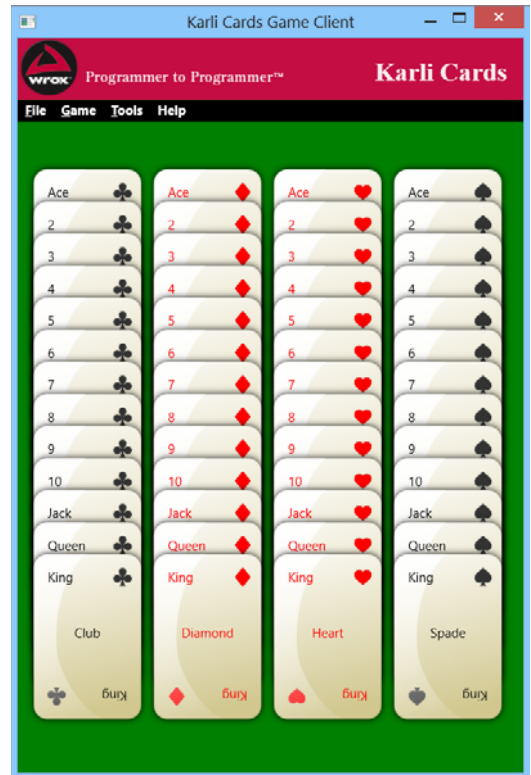 Karli Cards Game Client
wrox
Programmer to Programmer™
Karli Cards
File Game Tools Help
Ace Ace Ace Ace
2 2 2 2
3 3 3 3
4 4 4 4
5 5 5 5
6 6 6 6
7 7 7 7
8 8 8 8
9 9 9 9
10 10 10 10
Jack Jack Jack Jack
Queen Queen Queen Queen
King King King King
Club Diamond Heart Spade
King King King King